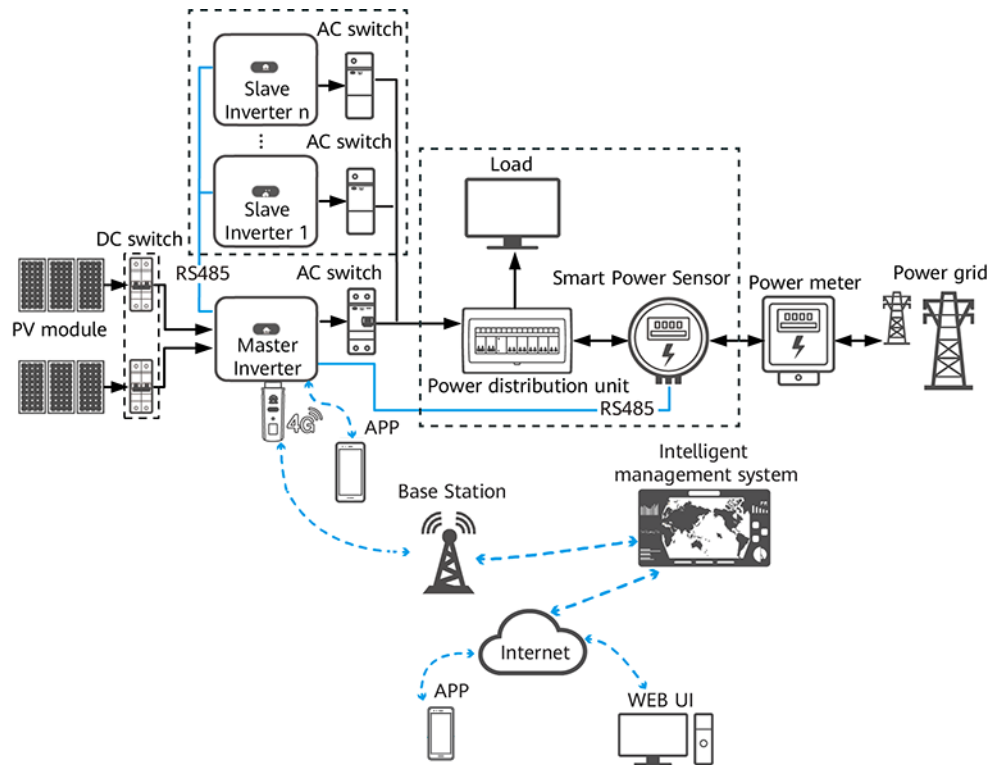 AC switch
Slave
Inverter n
AC switch
Slave
Inverter 1
Load
DC switch
RS485
AC switch
Smart Power Sensor
Power meter
Power grid
PV module
Master
Inverter
0000
0000
Power distribution unit
RS485
4G
APP
Intelligent
management system
Base Station
Internet
APP
WEB UI